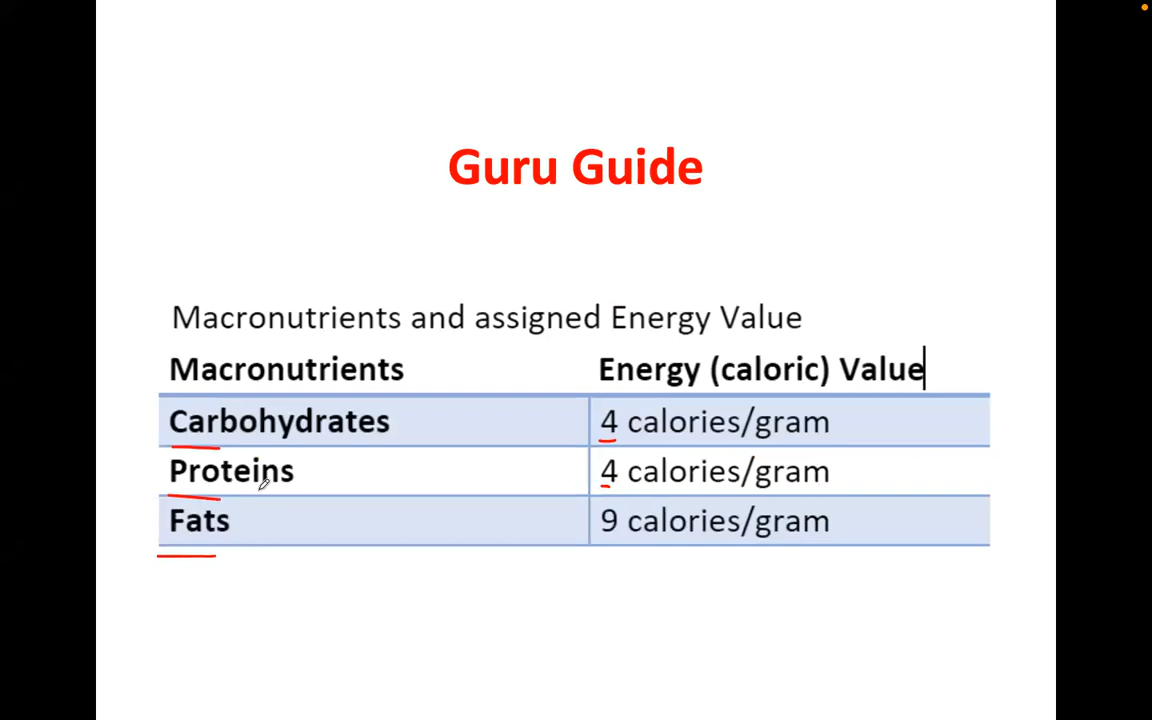 Guru Guide
Macronutrients and assigned Energy Value
Macronutrients Energy (caloric) Value
Carbohydrates 4 calories/gram
Proteins 4 calories/gram
Fats 9 calories/gram